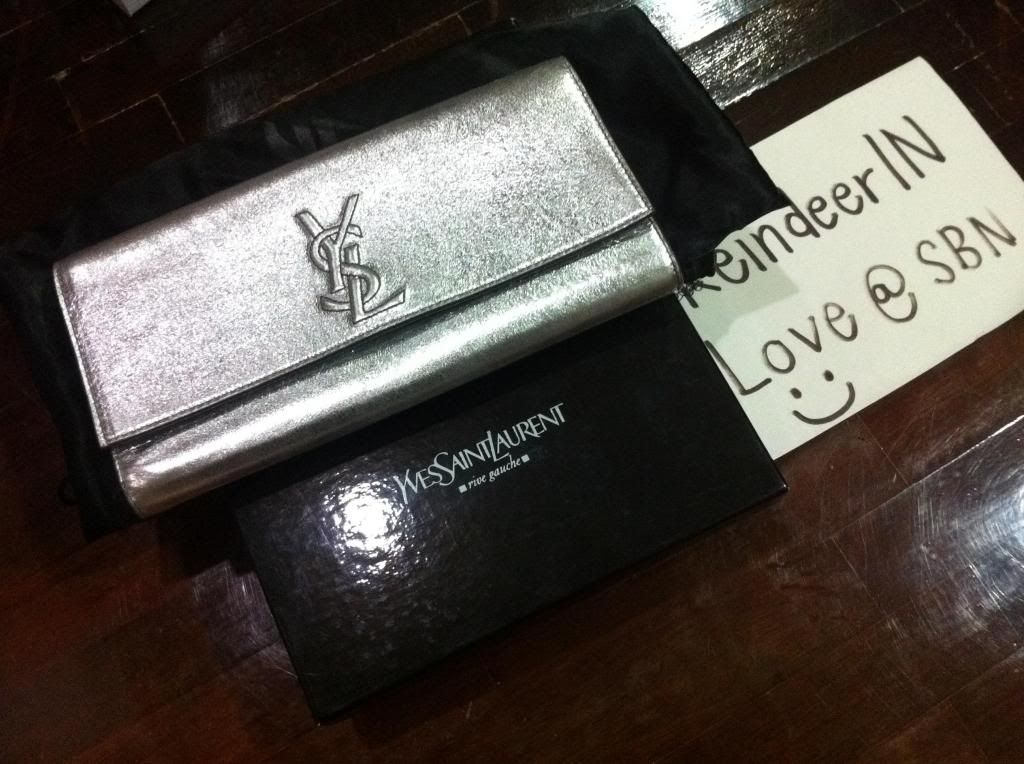 YSL
YVESSAINTLAURENT
rive gauche
ReindeerIN
Love @ SBN